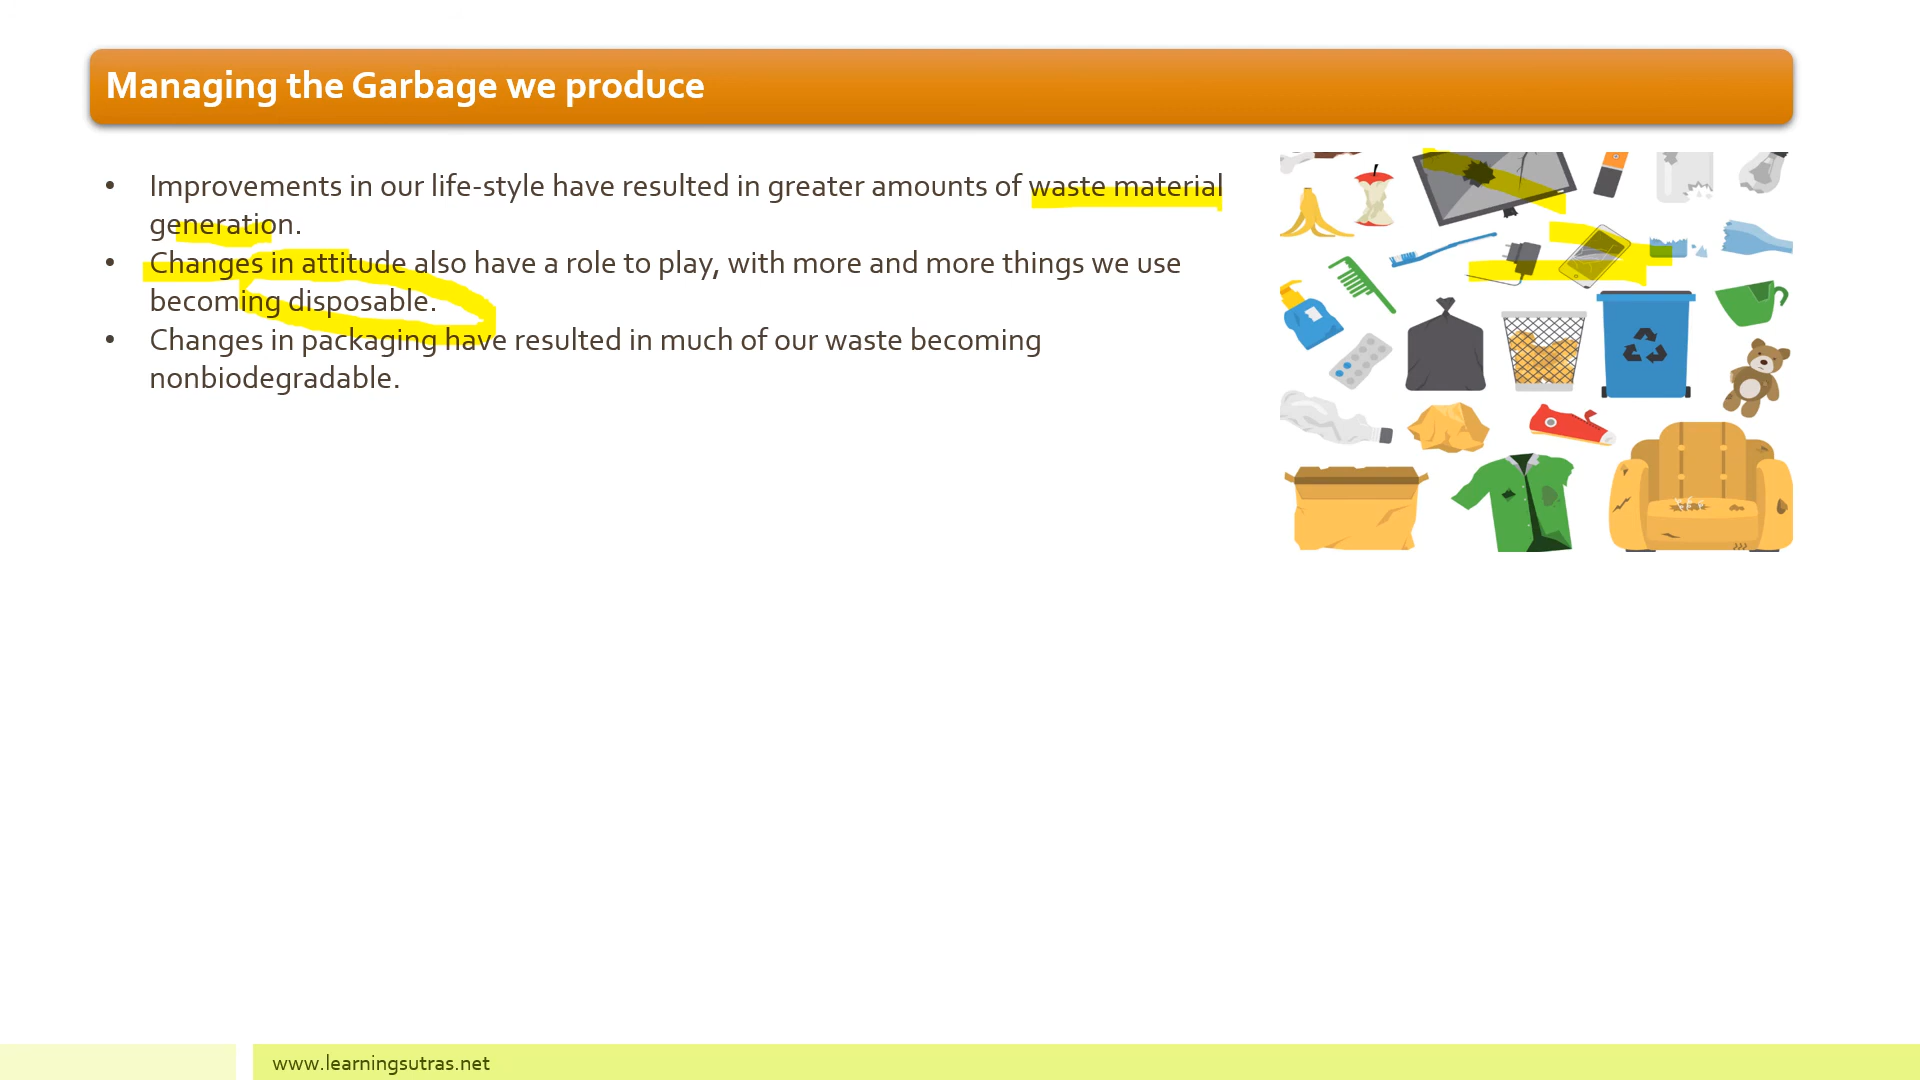 Managing the Garbage we produce
• Improvements in our life-style have resulted in greater amounts of waste material
generation.
• Changes in attitude also have a role to play, with more and more things we use
becoming disposable.
• Changes in packaging have resulted in much of our waste becoming
nonbiodegradable.
www.learningsutras.net